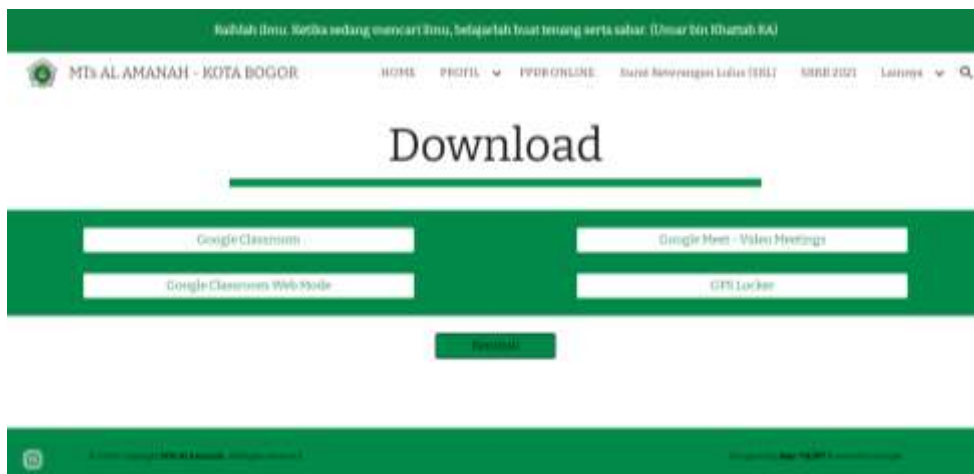 Raihlah ilmu. Ketika sedang mencari ilmu, belajarlah buat tenang serta sabar. (Umar bin Khattab RA)
MTs AL AMANAH - KOTA BOGOR
HOME PROFIL PPDB ONLINE Surat Keterangan Lulus (SKL) 2021 Lainnya
Download
Google Classroom
Google Meet - Video Meetings
Google Classroom Web Mode
GPS Locker
Kembali